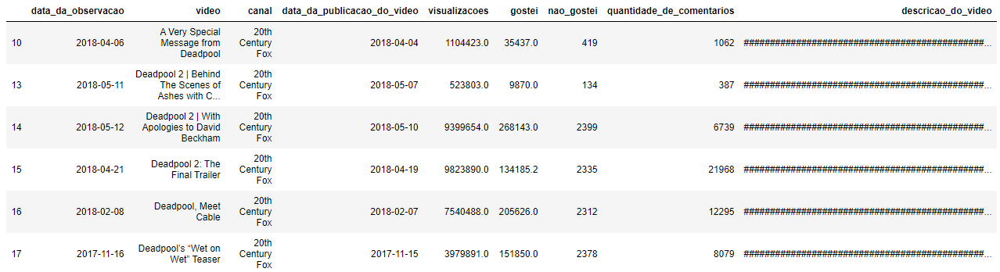 data_da_observacao video canal data_da_publicacao_do_video visualizacoes gostei nao_gostei quantidade_de_comentarios descricao_do_video
10 2018-04-06 A Very Special Message from Deadpool 20th Century Fox 2018-04-04 1104423.0 35437.0 419 1062 ##############################################...
13 2018-05-11 Deadpool 2 | Behind The Scenes of Ashes with C... 20th Century Fox 2018-05-07 523803.0 9870.0 134 387 ##############################################...
14 2018-05-12 Deadpool 2 | With Apologies to David Beckham 20th Century Fox 2018-05-10 9399654.0 268143.0 2399 6739 ##############################################...
15 2018-04-21 Deadpool 2: The Final Trailer 20th Century Fox 2018-04-19 9823890.0 134185.2 2335 21968 ##############################################...
16 2018-02-08 Deadpool, Meet Cable 20th Century Fox 2018-02-07 7540488.0 205626.0 2312 12295 ##############################################...
17 2017-11-16 Deadpool’s “Wet on Wet” Teaser 20th Century Fox 2017-11-15 3979891.0 151850.0 2378 8079 ##############################################...